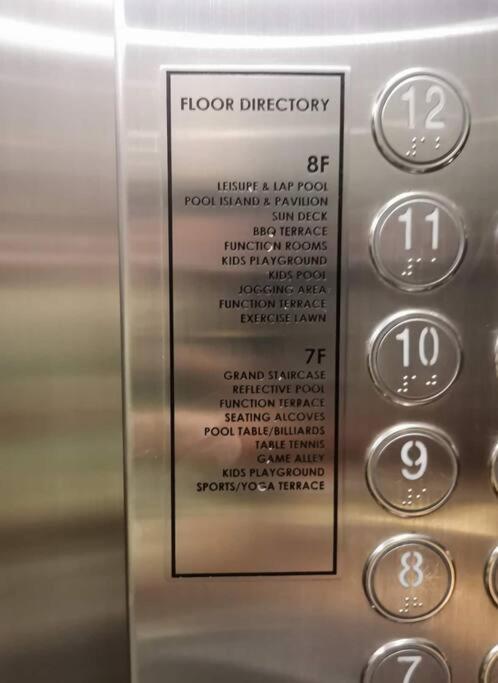 FLOOR DIRECTORY
8F
LEISURE & LAP POOL
POOL ISLAND & PAVILION
SUN DECK
BBQ TERRACE
FUNCTION ROOMS
KIDS PLAYGROUND
KIDS POOL
JOGGING AREA
FUNCTION TERRACE
EXERCISE LAWN
7F
GRAND STAIRCASE
REFLECTIVE POOL
FUNCTION TERRACE
SEATING ALCOVES
POOL TABLE/BILLIARDS
TABLE TENNIS
GAME ALLEY
KIDS PLAYGROUND
SPORTS/YOGA TERRACE
12
11
10
9
8
7